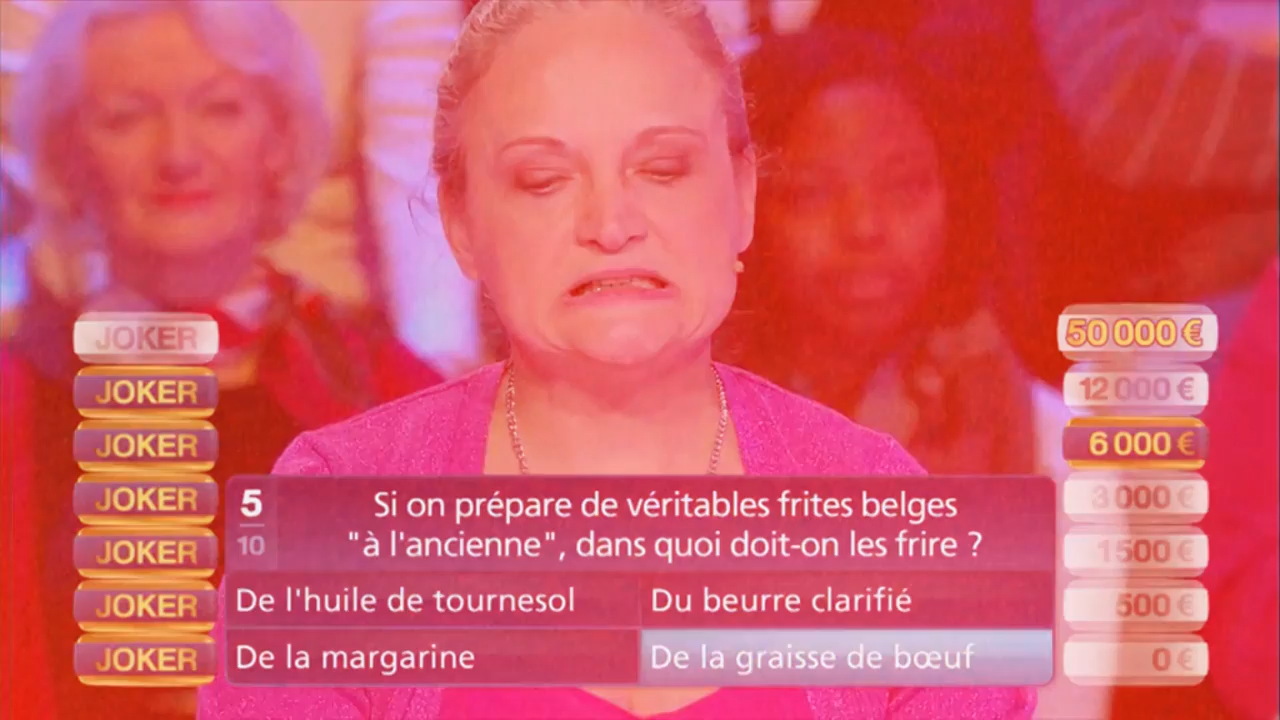 JOKER
JOKER
JOKER
JOKER
JOKER
JOKER
JOKER
50 000 €
12 000 €
6 000 €
3 000 €
1 500 €
500 €
0 €
5
10
Si on prépare de véritables frites belges
"à l'ancienne", dans quoi doit-on les frire ?
De l'huile de tournesol
Du beurre clarifié
De la margarine
De la graisse de bœuf